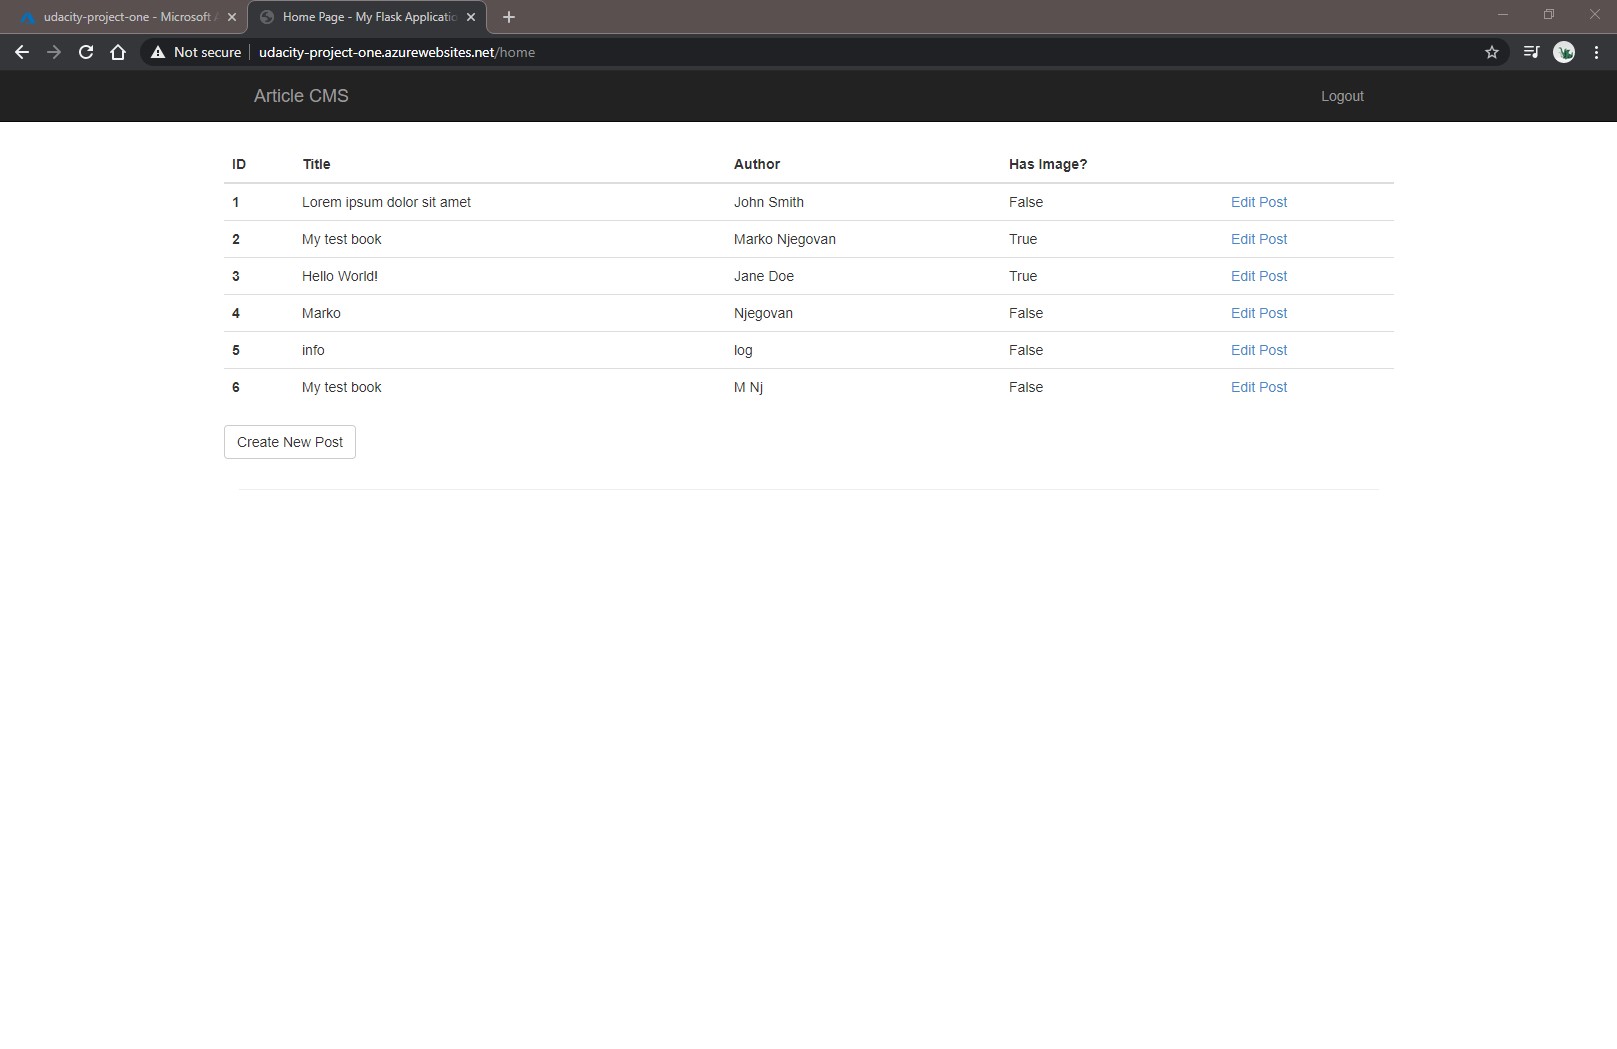 udacity-project-one - Microsoft
Home Page - My Flask Applicatio
Not secure udacity-project-one.azurewebsites.net/home
Article CMS Logout
ID Title Author Has Image?
1 Lorem ipsum dolor sit amet John Smith False Edit Post
2 My test book Marko Njegovan True Edit Post
3 Hello World! Jane Doe True Edit Post
4 Marko Njegovan False Edit Post
5 info log False Edit Post
6 My test book M Nj False Edit Post
Create New Post